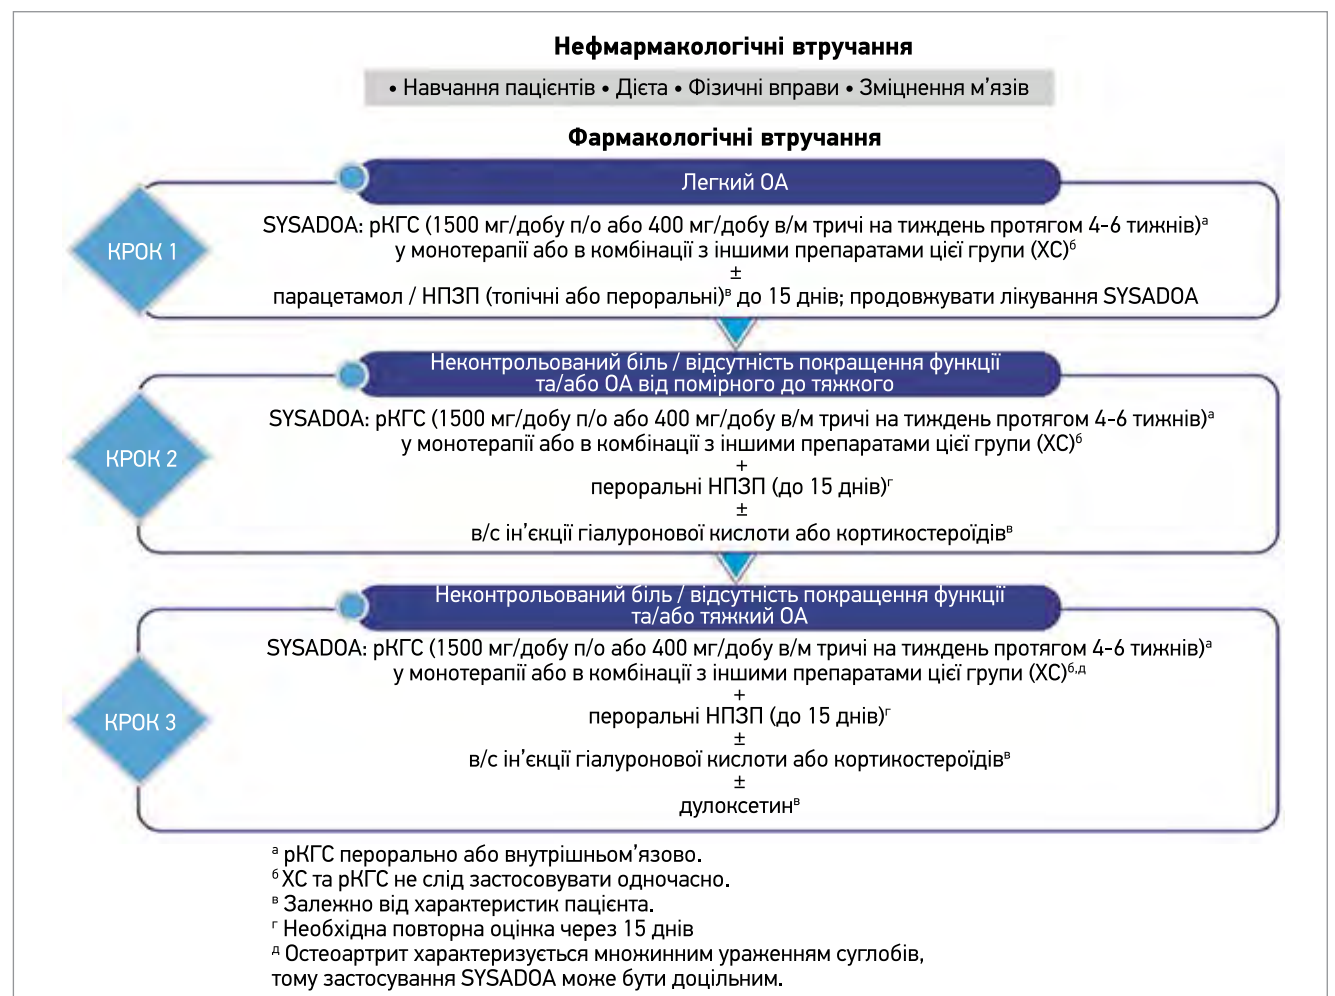 Нефмармакологічні втручання
• Навчання пацієнтів • Дієта • Фізичні вправи • Зміцнення м’язів
Фармакологічні втручання
Легкий ОА
КРОК 1
SYSADOA: рКГС (1500 мг/добу п/о або 400 мг/добу в/м тричі на тиждень протягом 4-6 тижнів)ᵃ
у монотерапії або в комбінації з іншими препаратами цієї групи (ХС)б
±
парацетамол / НПЗП (топічні або пероральні)в до 15 днів; продовжувати лікування SYSADOA
Неконтрольований біль / відсутність покращення функції
та/або ОА від помірного до тяжкого
КРОК 2
SYSADOA: рКГС (1500 мг/добу п/о або 400 мг/добу в/м тричі на тиждень протягом 4-6 тижнів)ᵃ
у монотерапії або в комбінації з іншими препаратами цієї групи (ХС)б
+
пероральні НПЗП (до 15 днів)г
±
в/с ін’єкції гіалуронової кислоти або кортикостероїдів в
Неконтрольований біль / відсутність покращення функції
та/або тяжкий ОА
КРОК 3
SYSADOA: рКГС (1500 мг/добу п/о або 400 мг/добу в/м тричі на тиждень протягом 4-6 тижнів)ᵃ
у монотерапії або в комбінації з іншими препаратами цієї групи (ХС)б,д
+
пероральні НПЗП (до 15 днів)г
±
в/с ін’єкції гіалуронової кислоти або кортикостероїдів в
±
дулоксетин в
ᵃ рКГС перорально або внутрішньом’язово.
б ХС та рКГС не слід застосовувати одночасно.
в Залежно від характеристик пацієнта.
г Необхідна повторна оцінка через 15 днів
д Остеоартрит характеризується множинним ураженням суглобів,
тому застосування SYSADOA може бути доцільним.